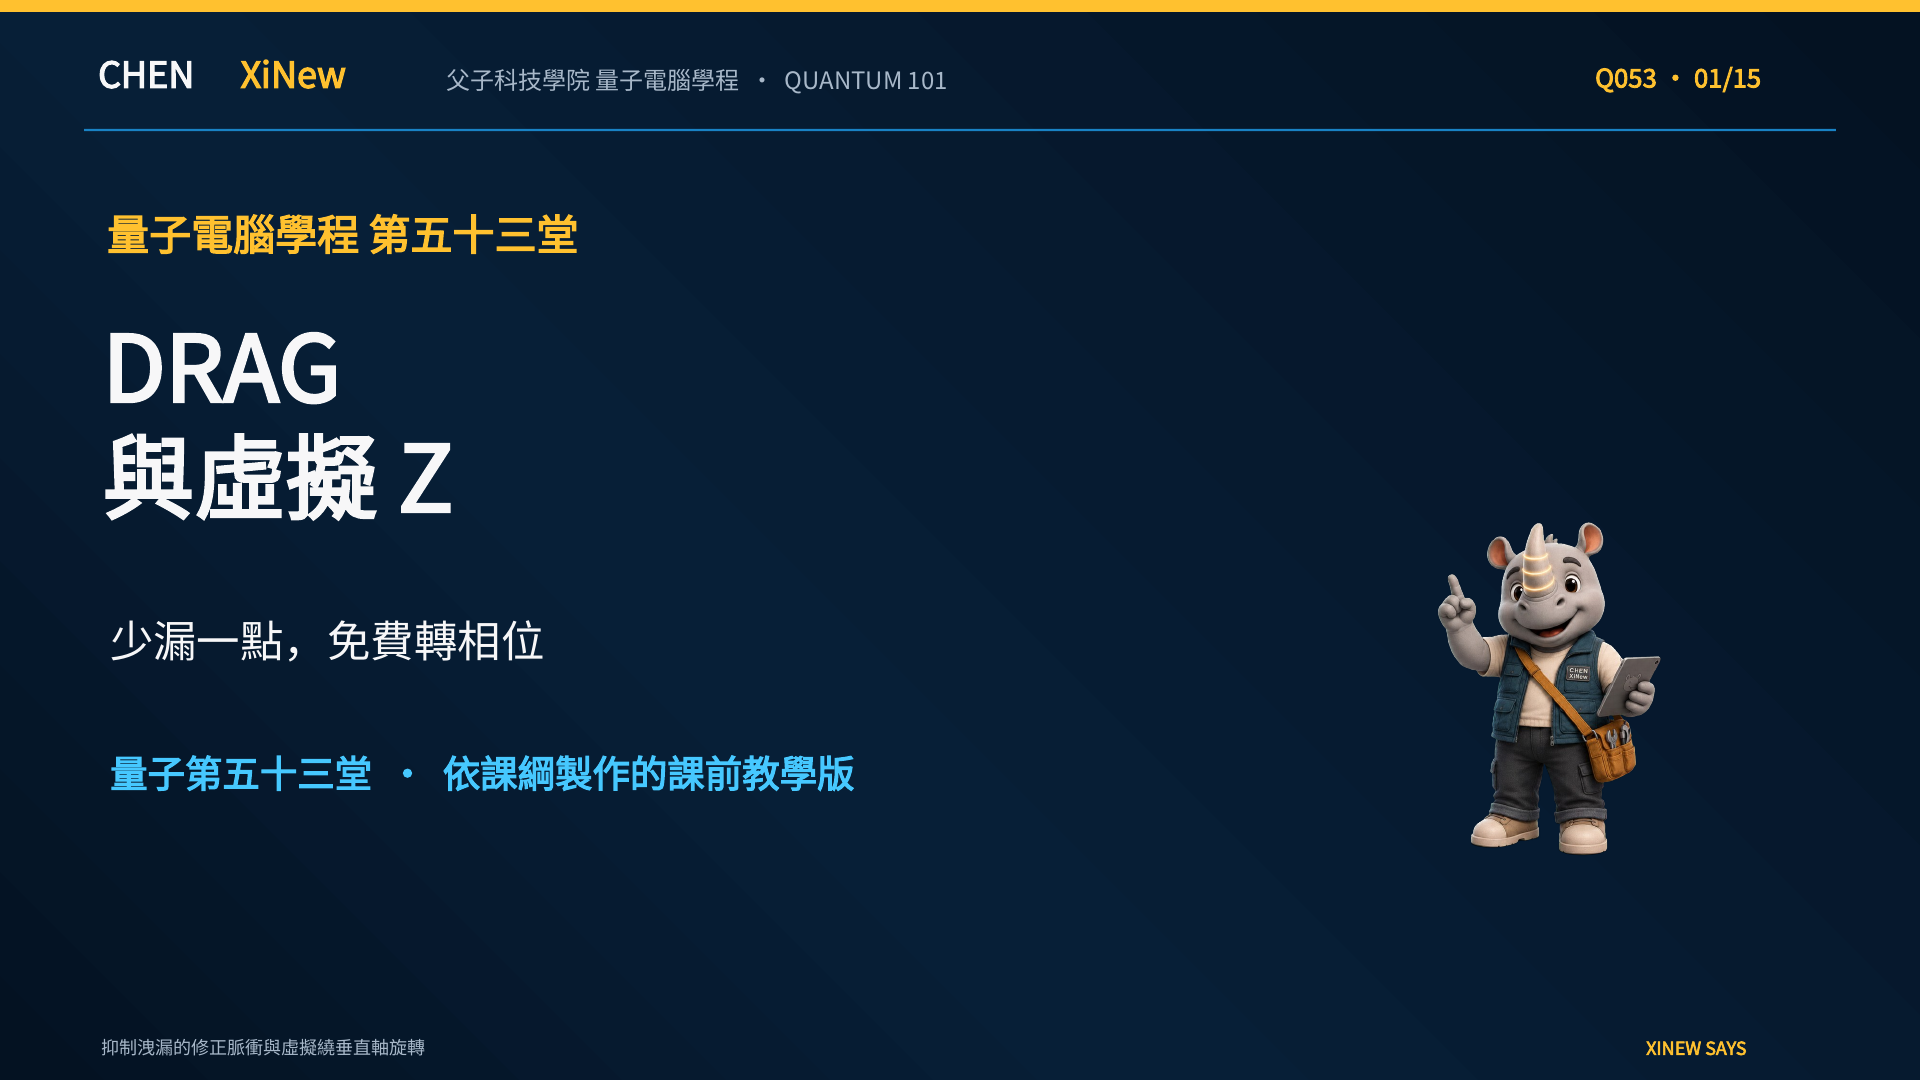 CHEN XiNew 父子科技學院 量子電腦學程 • QUANTUM 101 Q053 • 01/15
量子電腦學程 第五十三堂
DRAG
與虛擬 Z
少漏一點，免費轉相位
CHEN
XiNew
量子第五十三堂 • 依課綱製作的課前教學版
抑制洩漏的修正脈衝與虛擬繞垂直軸旋轉 XINEW SAYS